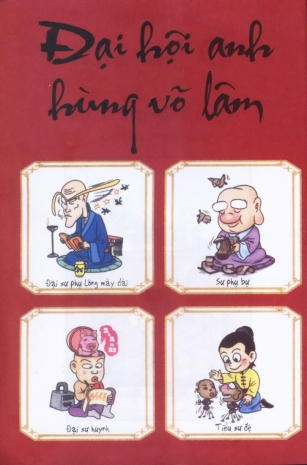 Đại hội anh
hùng võ lâm
Đại sư phụ Lông mày dài
Sư phụ bự
Đại sư huynh
Tiểu sư đệ